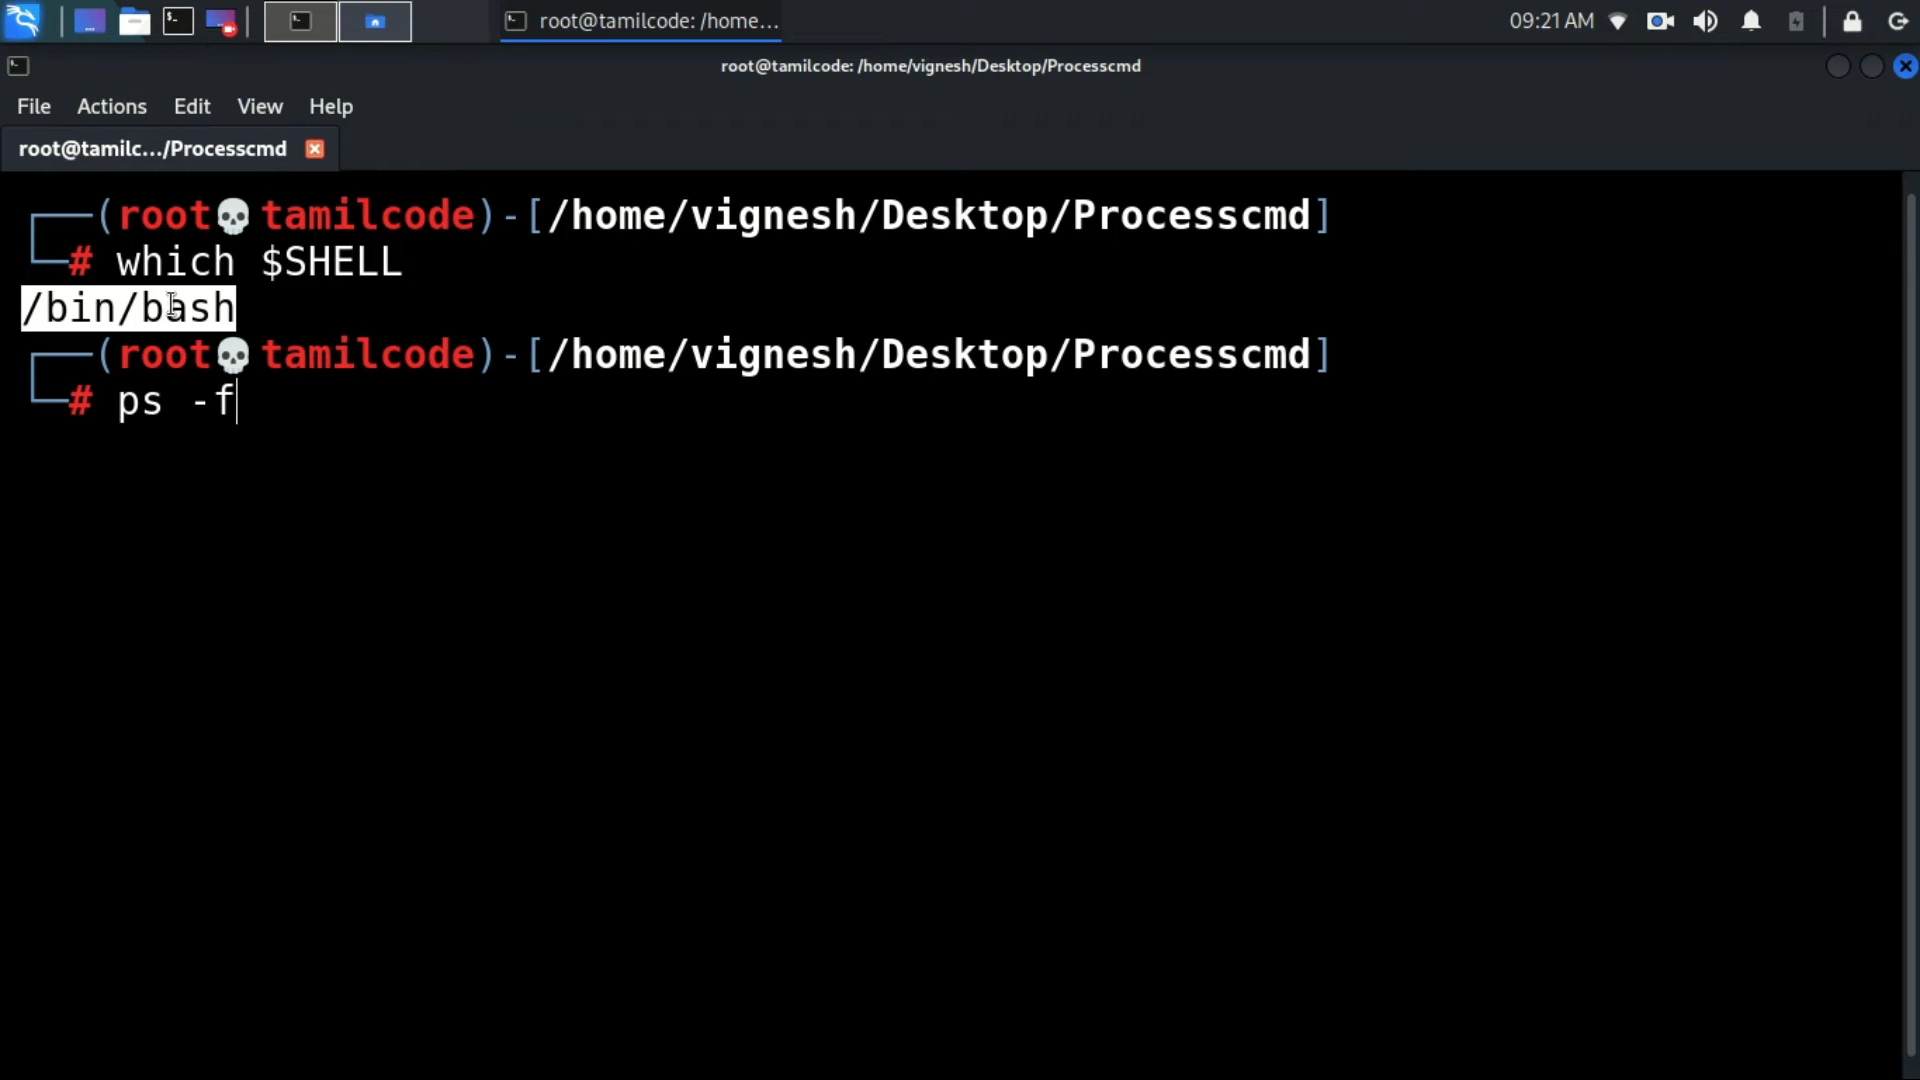 root@tamilcode: /home...
09:21 AM
root@tamilcode: /home/vignesh/Desktop/Processcmd
File Actions Edit View Help
root@tamilc.../Processcmd
(root💀tamilcode)-[/home/vignesh/Desktop/Processcmd]
# which $SHELL
/bin/bash
(root💀tamilcode)-[/home/vignesh/Desktop/Processcmd]
# ps -f